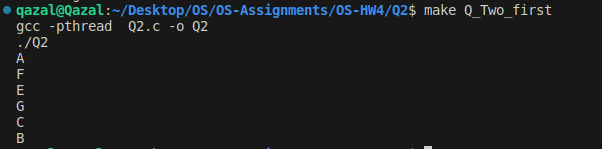 qazal@Qazal:~/Desktop/OS/OS-Assignments/OS-HW4/Q2$ make Q_Two_first
gcc -pthread  Q2.c -o Q2
./Q2
A
F
E
G
C
B